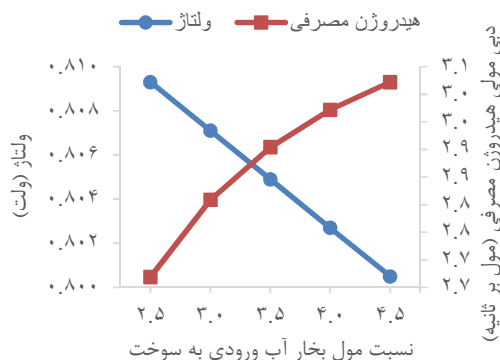 ولتاژ
هیدروژن مصرفی
ولتاژ (ولت)
۰.۸۱۰
۰.۸۰۸
۰.۸۰۶
۰.۸۰۴
۰.۸۰۲
۰.۸۰۰
دبی مولی هیدروژن مصرفی (مول بر ثانیه)
۳.۱
۳.۰
۳.۰
۲.۹
۲.۹
۲.۸
۲.۸
۲.۷
۲.۷
۲.۵ ۳.۰ ۳.۵ ۴.۰ ۴.۵
نسبت مول بخار آب ورودی به سوخت